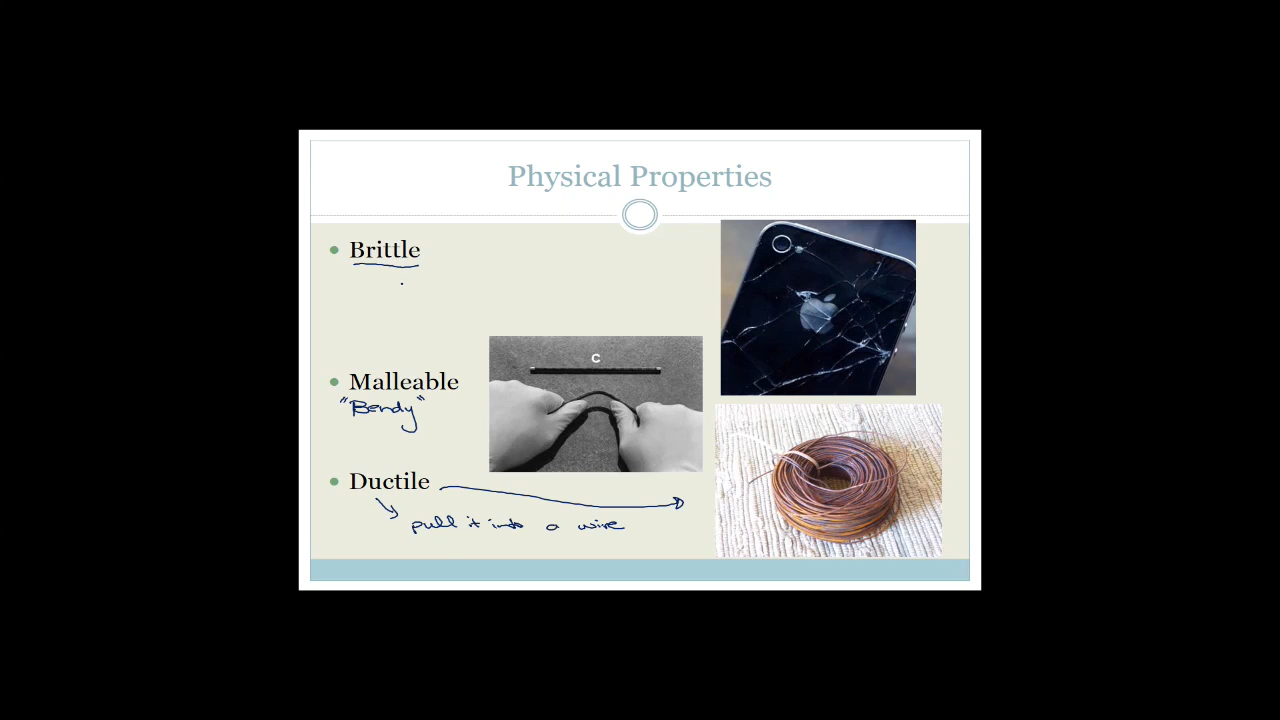 Physical Properties
Brittle
C
Malleable
"Bendy"
Ductile
pull it into a wire